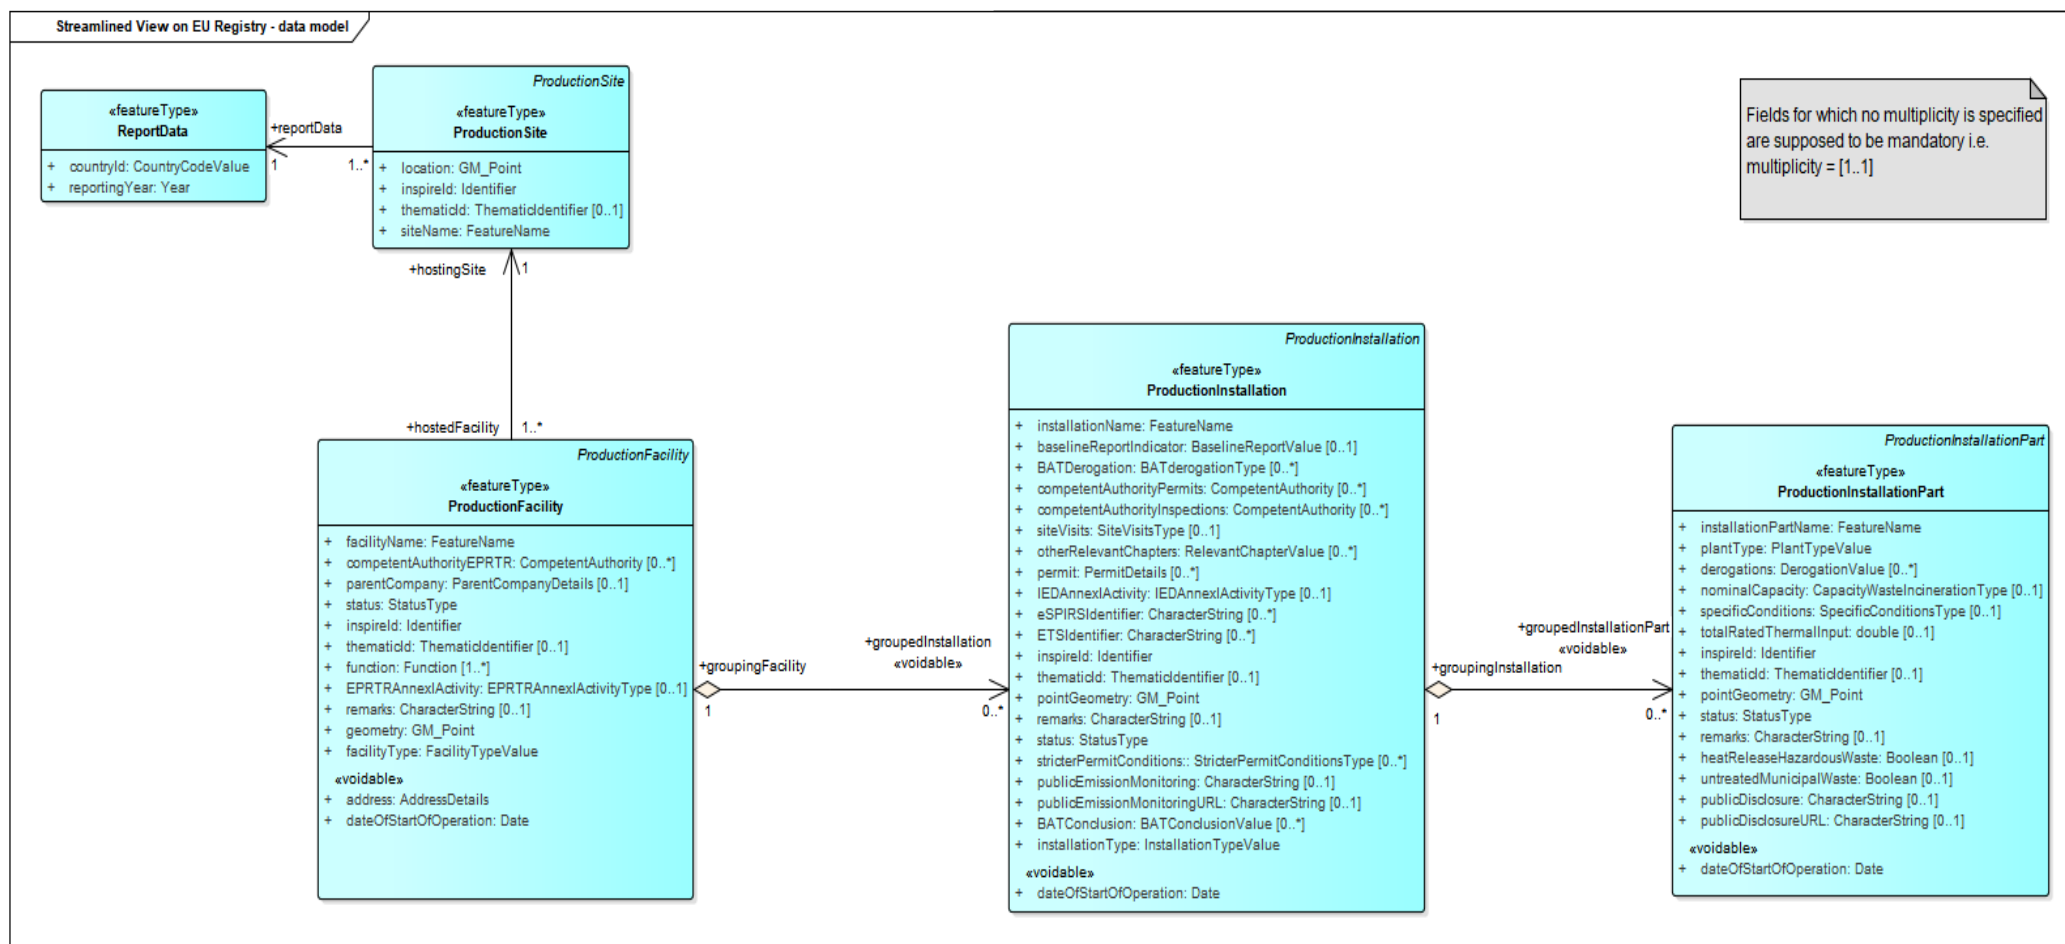 Streamlined View on EU Registry - data model
«featureType»
ReportData
+ countryId: CountryCodeValue
+ reportingYear: Year
+reportData
1
1..*
ProductionSite
«featureType»
ProductionSite
+ location: GM_Point
+ inspireId: Identifier
+ thematicId: ThematicIdentifier [0..1]
+ siteName: FeatureName
Fields for which no multiplicity is specified
are supposed to be mandatory i.e.
multiplicity = [1..1]
+hostingSite
1
+hostedFacility
1..*
ProductionFacility
«featureType»
ProductionFacility
+ facilityName: FeatureName
+ competentAuthorityEPRTR: CompetentAuthority [0..*]
+ parentCompany: ParentCompanyDetails [0..1]
+ status: StatusType
+ inspireId: Identifier
+ thematicId: ThematicIdentifier [0..1]
+ function: Function [1..*]
+ EPRTRAnnexIActivity: EPRTRAnnexIActivityType [0..1]
+ remarks: CharacterString [0..1]
+ geometry: GM_Point
+ facilityType: FacilityTypeValue
«voidable»
+ address: AddressDetails
+ dateOfStartOfOperation: Date
+groupingFacility
1
+groupedInstallation
«voidable»
0..*
ProductionInstallation
«featureType»
ProductionInstallation
+ installationName: FeatureName
+ baselineReportIndicator: BaselineReportValue [0..1]
+ BATDerogation: BATderogationType [0..*]
+ competentAuthorityPermits: CompetentAuthority [0..*]
+ competentAuthorityInspections: CompetentAuthority [0..*]
+ siteVisits: SiteVisitsType [0..1]
+ otherRelevantChapters: RelevantChapterValue [0..*]
+ permit: PermitDetails [0..*]
+ IEDAnnexIActivity: IEDAnnexIActivityType [0..1]
+ eSPIRSIdentifier: CharacterString [0..*]
+ ETSIdentifier: CharacterString [0..*]
+ inspireId: Identifier
+ thematicId: ThematicIdentifier [0..1]
+ pointGeometry: GM_Point
+ remarks: CharacterString [0..1]
+ status: StatusType
+ stricterPermitConditions:: StricterPermitConditionsType [0..*]
+ publicEmissionMonitoring: CharacterString [0..1]
+ publicEmissionMonitoringURL: CharacterString [0..1]
+ BATConclusion: BATConclusionValue [0..*]
+ installationType: InstallationTypeValue
«voidable»
+ dateOfStartOfOperation: Date
+groupingInstallation
1
+groupedInstallationPart
«voidable»
0..*
ProductionInstallationPart
«featureType»
ProductionInstallationPart
+ installationPartName: FeatureName
+ plantType: PlantTypeValue
+ derogations: DerogationValue [0..*]
+ nominalCapacity: CapacityWasteIncinerationType [0..1]
+ specificConditions: SpecificConditionsType [0..1]
+ totalRatedThermalInput: double [0..1]
+ inspireId: Identifier
+ thematicId: ThematicIdentifier [0..1]
+ pointGeometry: GM_Point
+ status: StatusType
+ remarks: CharacterString [0..1]
+ heatReleaseHazardousWaste: Boolean [0..1]
+ untreatedMunicipalWaste: Boolean [0..1]
+ publicDisclosure: CharacterString [0..1]
+ publicDisclosureURL: CharacterString [0..1]
«voidable»
+ dateOfStartOfOperation: Date